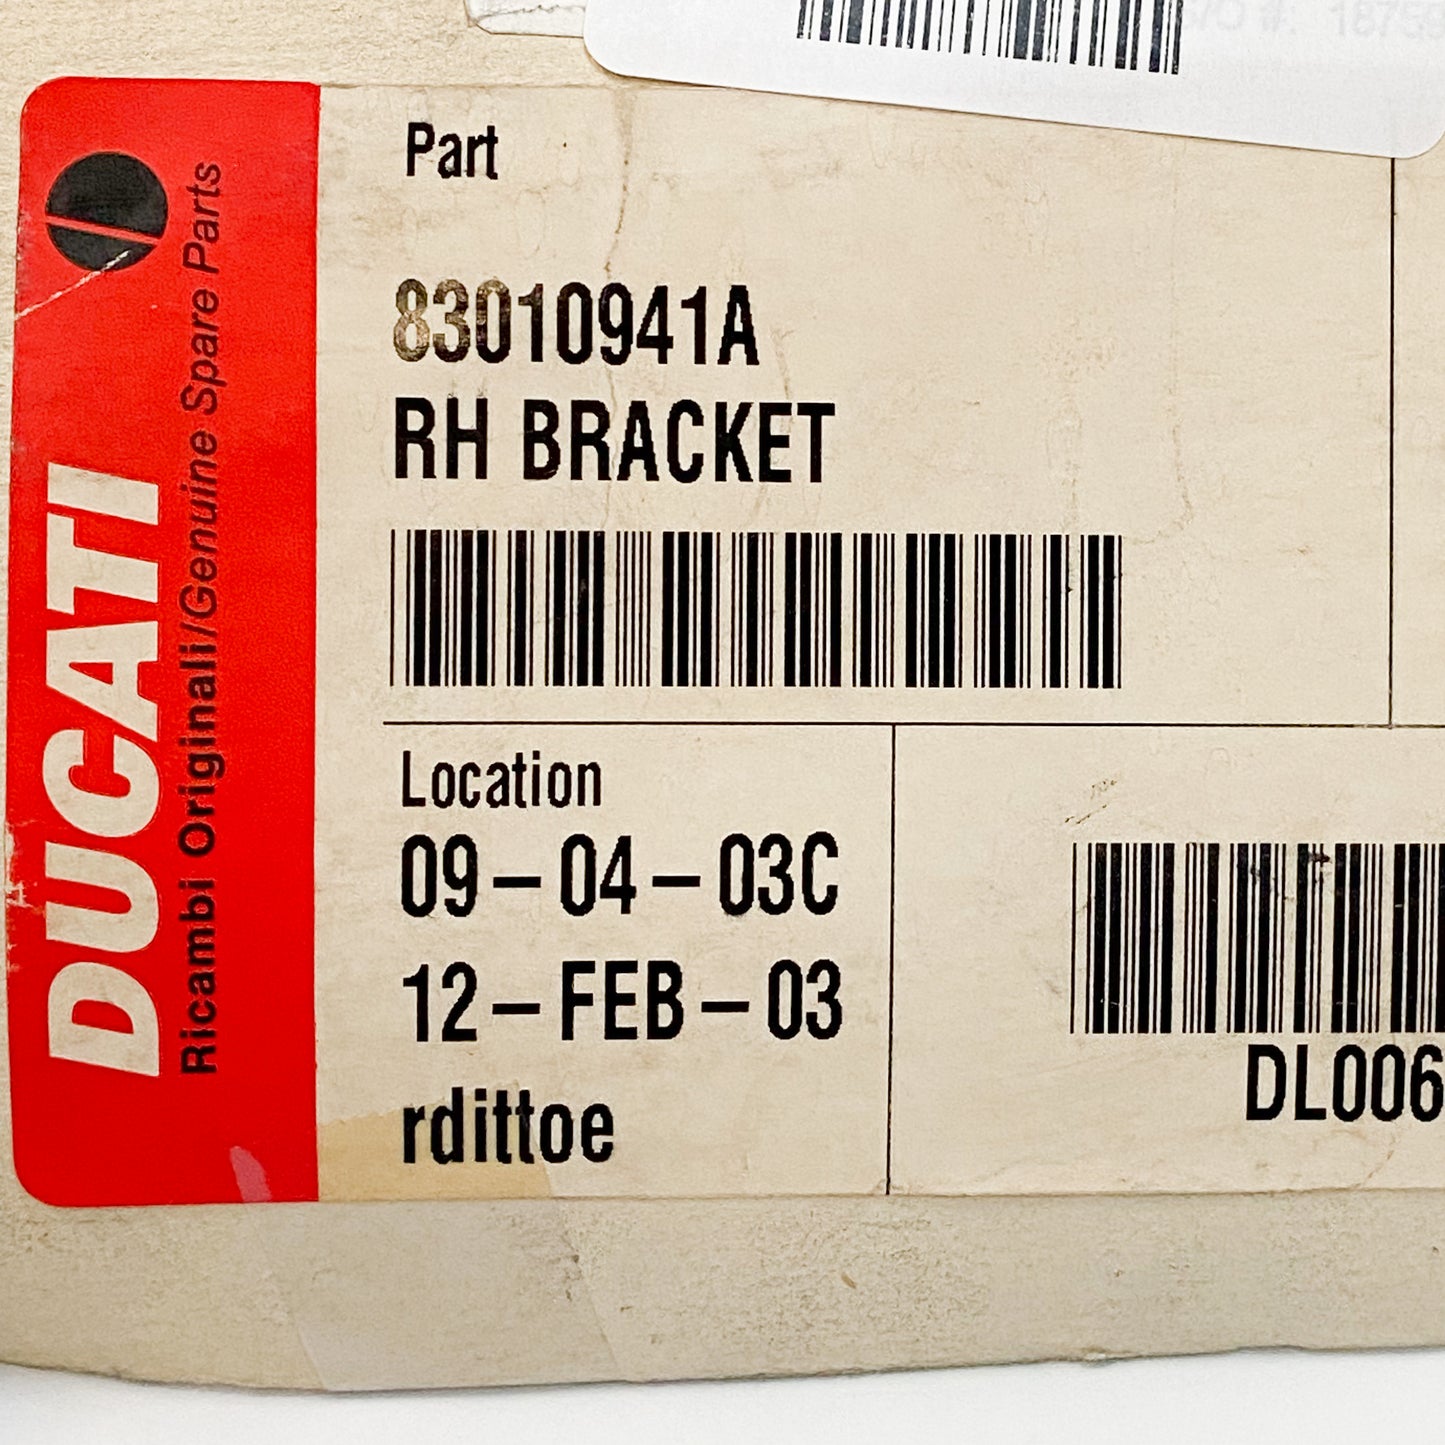 S/O #: 18759
Part
83010941A
RH BRACKET
Location
09-04-03C
12-FEB-03
rdittoe
DL006
DUCATI
Ricambi Originali/Genuine Spare Parts